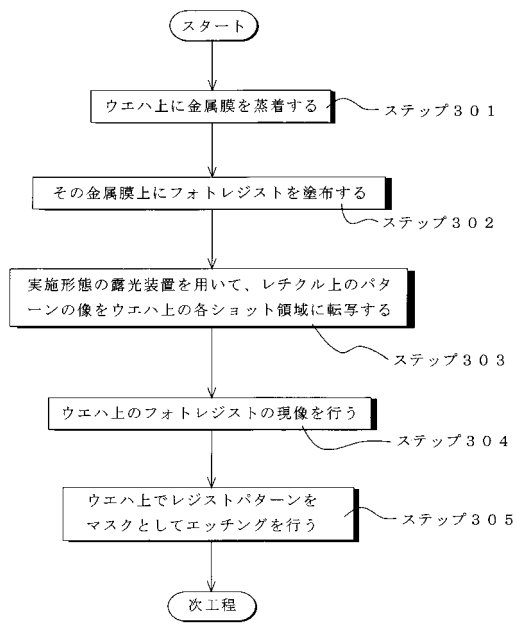 スタート
ウエハ上に金属膜を蒸着する
ステップ301
その金属膜上にフォトレジストを塗布する
ステップ302
実施形態の露光装置を用いて、レチクル上のパタ
ーンの像をウエハ上の各ショット領域に転写する
ステップ303
ウエハ上のフォトレジストの現像を行う
ステップ304
ウエハ上でレジストパターンを
マスクとしてエッチングを行う
ステップ305
次工程